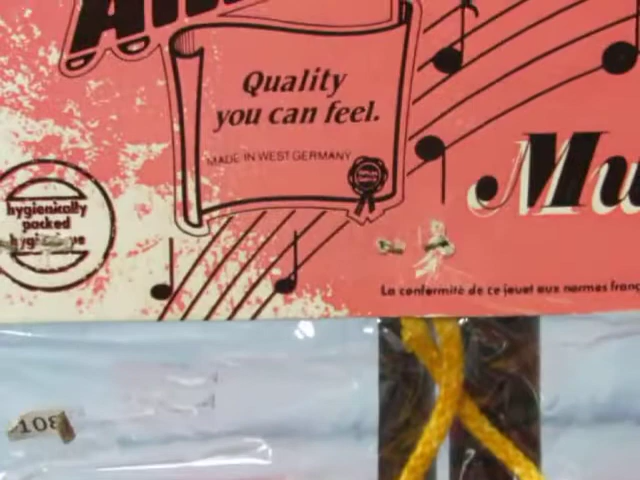 Quality
you can feel.
MADE IN WEST GERMANY
hygienically
packed
Mu
La conformité de ce jouet aux normes franç
108